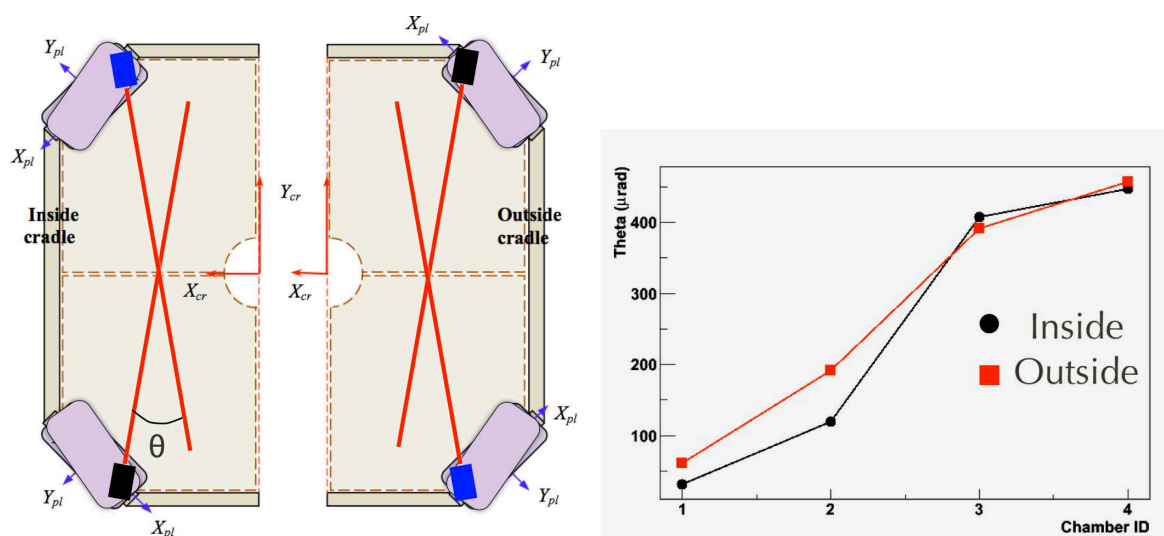 Y_pl
X_pl
Inside
cradle
Y_cr
X_cr
θ
Y_pl
X_pl
X_pl
Y_pl
Outside
cradle
X_cr
X_pl
Y_pl
Theta (μrad)
400
300
200
100
1
2
3
4
Chamber ID
Inside
Outside